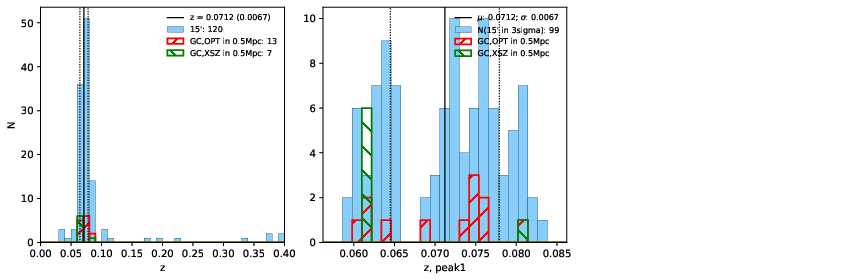 z = 0.0712 (0.0067)
15': 120
GC,OPT in 0.5Mpc: 13
GC,XSZ in 0.5Mpc: 7
N
50
40
30
20
10
0
0.00 0.05 0.10 0.15 0.20 0.25 0.30 0.35 0.40
z
μ: 0.0712; σ: 0.0067
N(15' in 3sigma): 99
GC,OPT in 0.5Mpc
GC,XSZ in 0.5Mpc
10
8
6
4
2
0
0.060 0.065 0.070 0.075 0.080 0.085
z, peak1